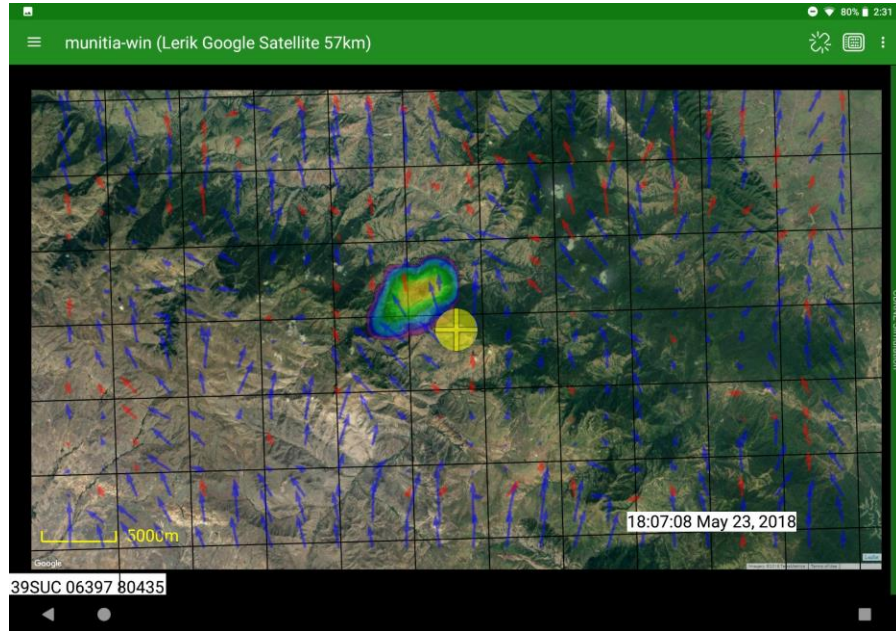 80% 2:31
munitia-win (Lerik Google Satellite 57km)
18:07:08 May 23, 2018
5000m
Google
Leaflet
39SUC 06397 80435